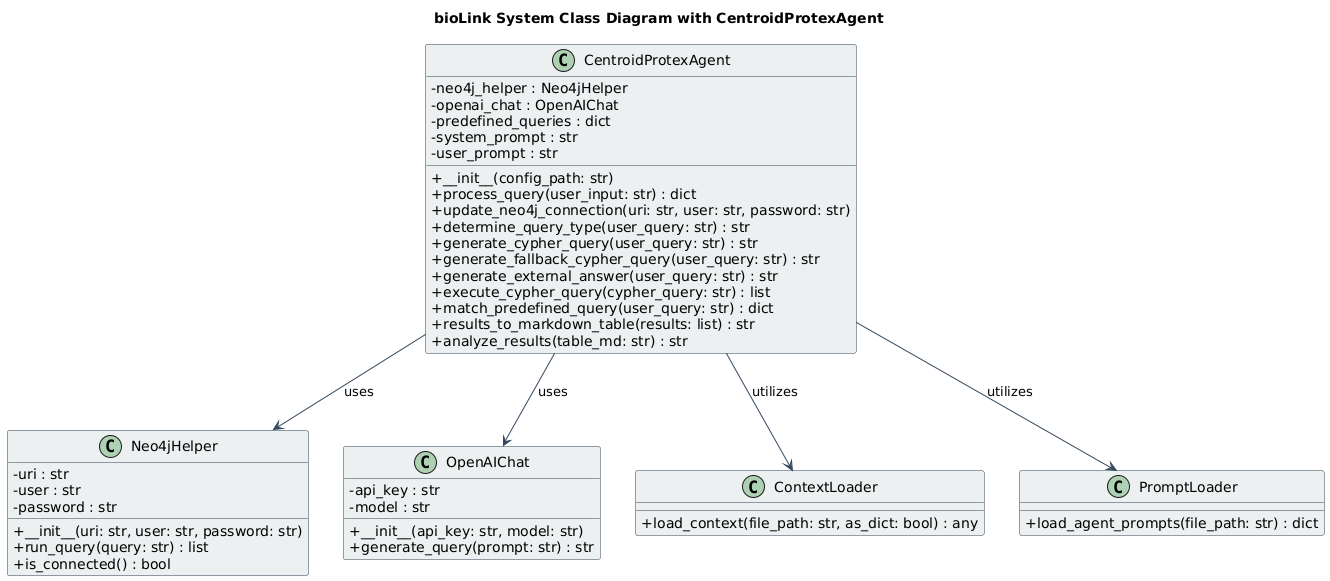 bioLink System Class Diagram with CentroidProtexAgent
C CentroidProtexAgent
-neo4j_helper : Neo4jHelper
-openai_chat : OpenAIChat
-predefined_queries : dict
-system_prompt : str
-user_prompt : str
+__init__(config_path: str)
+process_query(user_input: str) : dict
+update_neo4j_connection(uri: str, user: str, password: str)
+determine_query_type(user_query: str) : str
+generate_cypher_query(user_query: str) : str
+generate_fallback_cypher_query(user_query: str) : str
+generate_external_answer(user_query: str) : str
+execute_cypher_query(cypher_query: str) : list
+match_predefined_query(user_query: str) : dict
+results_to_markdown_table(results: list) : str
+analyze_results(table_md: str) : str
uses
uses
utilizes
utilizes
C Neo4jHelper
-uri : str
-user : str
-password : str
+__init__(uri: str, user: str, password: str)
+run_query(query: str) : list
+is_connected() : bool
C OpenAIChat
-api_key : str
-model : str
+__init__(api_key: str, model: str)
+generate_query(prompt: str) : str
C ContextLoader
+load_context(file_path: str, as_dict: bool) : any
C PromptLoader
+load_agent_prompts(file_path: str) : dict